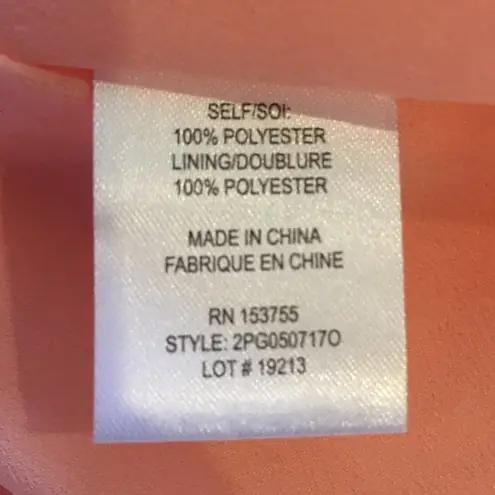 SELF/SOI:
100% POLYESTER
LINING/DOUBLURE
100% POLYESTER
MADE IN CHINA
FABRIQUE EN CHINE
RN 153755
STYLE: 2PG050717O
LOT # 19213